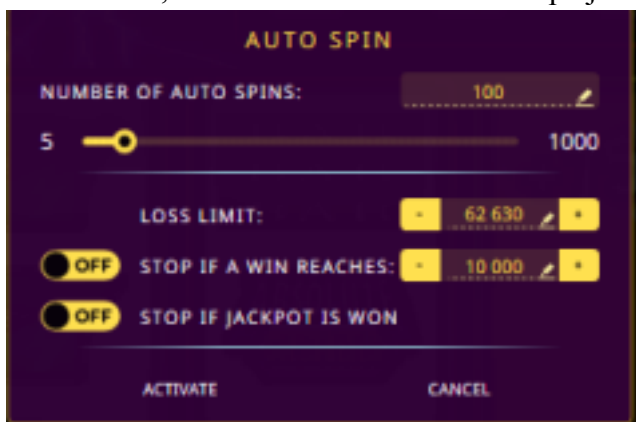 AUTO SPIN
NUMBER OF AUTO SPINS: 100
5 1000
LOSS LIMIT: - 62 630 +
OFF STOP IF A WIN REACHES: - 10 000 +
OFF STOP IF JACKPOT IS WON
ACTIVATE CANCEL